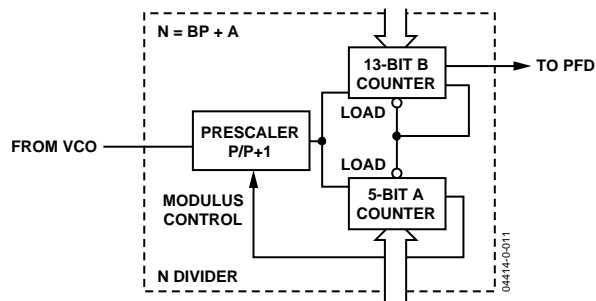 N = BP + A
13-BIT B
COUNTER
TO PFD
LOAD
PRESCALER
P/P+1
FROM VCO
LOAD
MODULUS
CONTROL
5-BIT A
COUNTER
N DIVIDER
04414-0-011